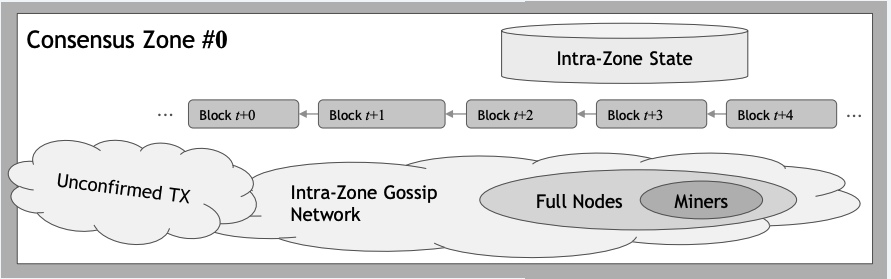 Consensus Zone #0
Intra-Zone State
... Block t+0 Block t+1 Block t+2 Block t+3 Block t+4 ...
Unconfirmed TX
Intra-Zone Gossip
Network
Full Nodes
Miners